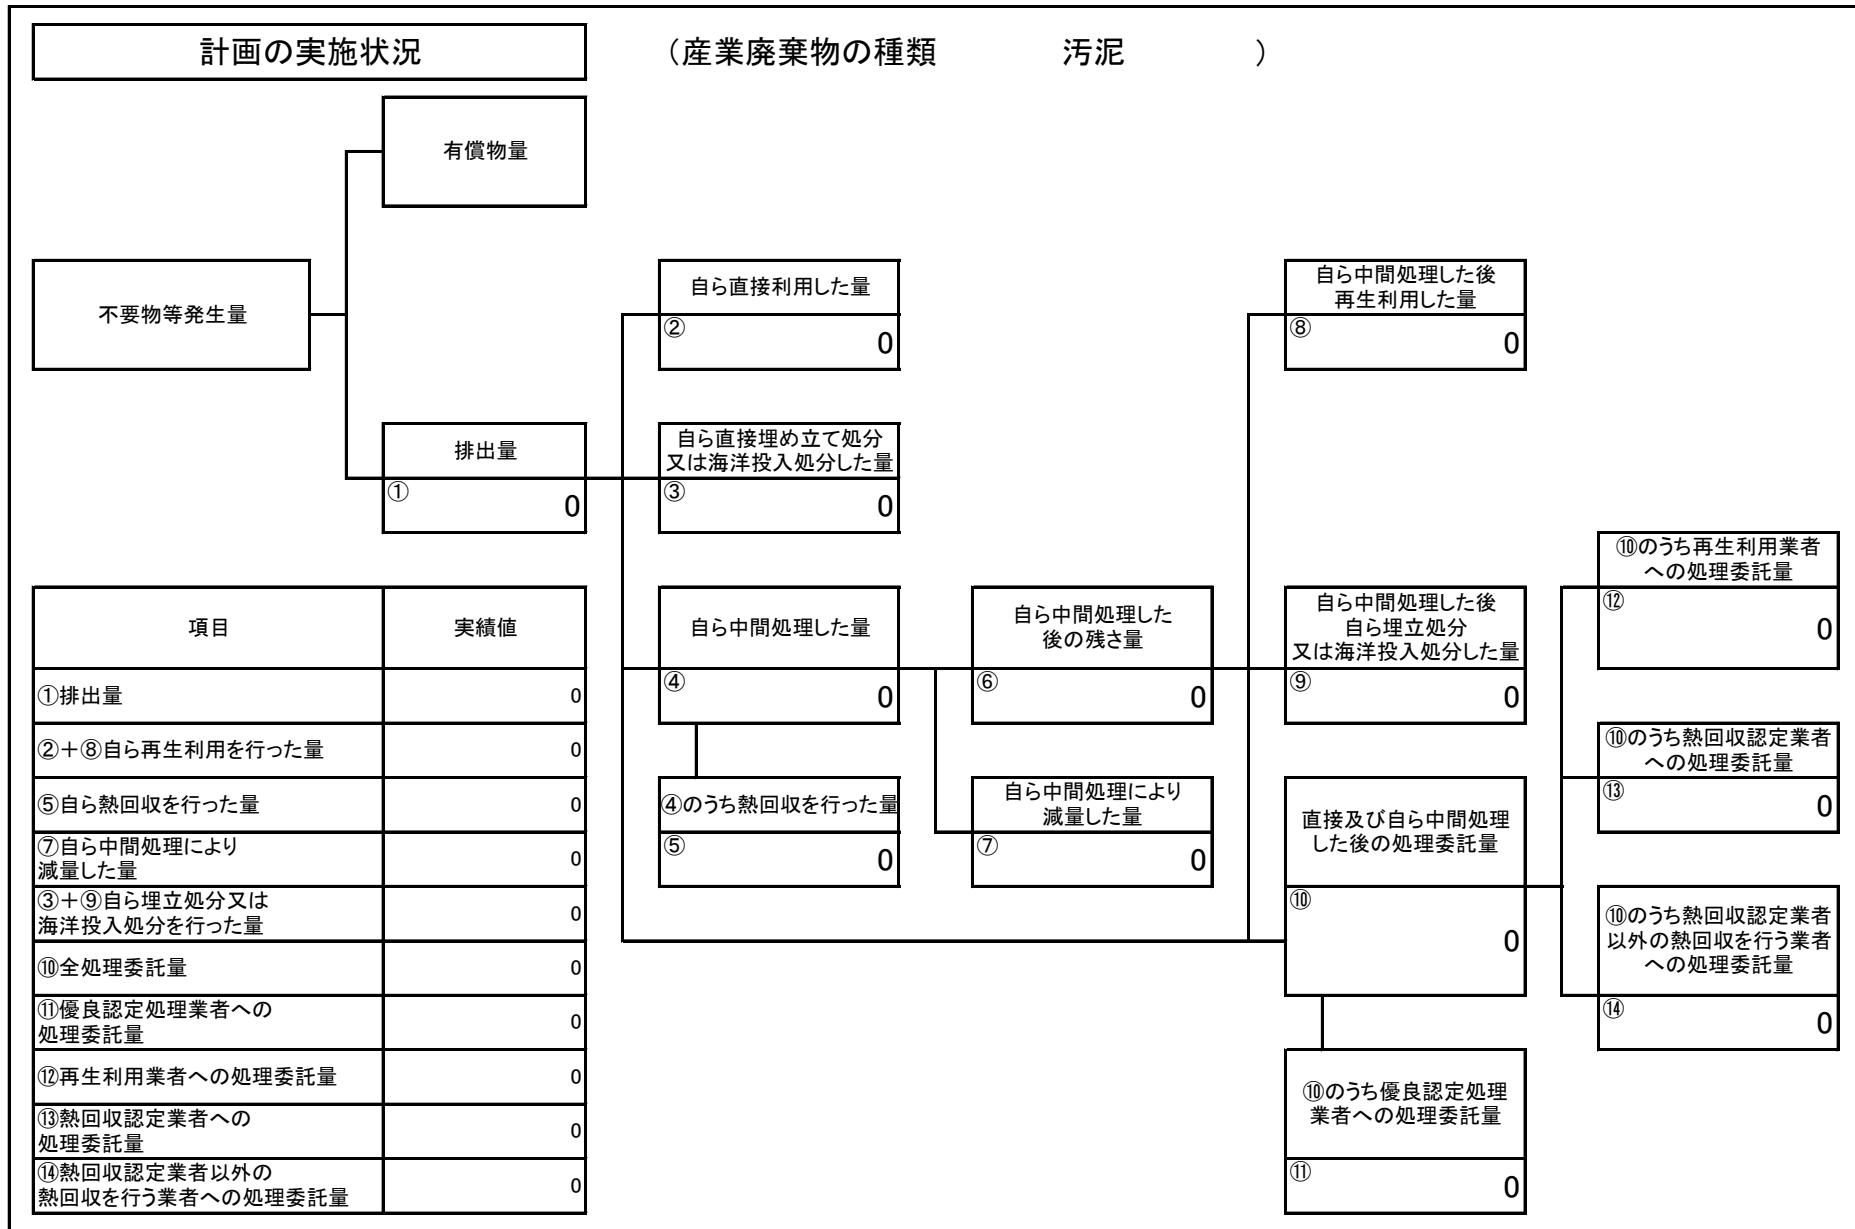 計画の実施状況
（産業廃棄物の種類　　　汚泥　　　）
有償物量
不要物等発生量
自ら直接利用した量
② 0
自ら中間処理した後
再生利用した量
⑧ 0
排出量
① 0
自ら直接埋め立て処分
又は海洋投入処分した量
③ 0
⑩のうち再生利用業者
への処理委託量
⑫ 0
自ら中間処理した量
④ 0
自ら中間処理した
後の残さ量
⑥ 0
自ら中間処理した後
自ら埋立処分
又は海洋投入処分した量
⑨ 0
⑩のうち熱回収認定業者
への処理委託量
⑬ 0
④のうち熱回収を行った量
⑤ 0
自ら中間処理により
減量した量
⑦ 0
直接及び自ら中間処理
した後の処理委託量
⑩ 0
⑩のうち熱回収認定業者
以外の熱回収を行う業者
への処理委託量
⑭ 0
⑩のうち優良認定処理
業者への処理委託量
⑪ 0
項目 実績値
①排出量 0
②＋⑧自ら再生利用を行った量 0
⑤自ら熱回収を行った量 0
⑦自ら中間処理により
減量した量 0
③＋⑨自ら埋立処分又は
海洋投入処分を行った量 0
⑩全処理委託量 0
⑪優良認定処理業者への
処理委託量 0
⑫再生利用業者への処理委託量 0
⑬熱回収認定業者への
処理委託量 0
⑭熱回収認定業者以外の
熱回収を行う業者への処理委託量 0